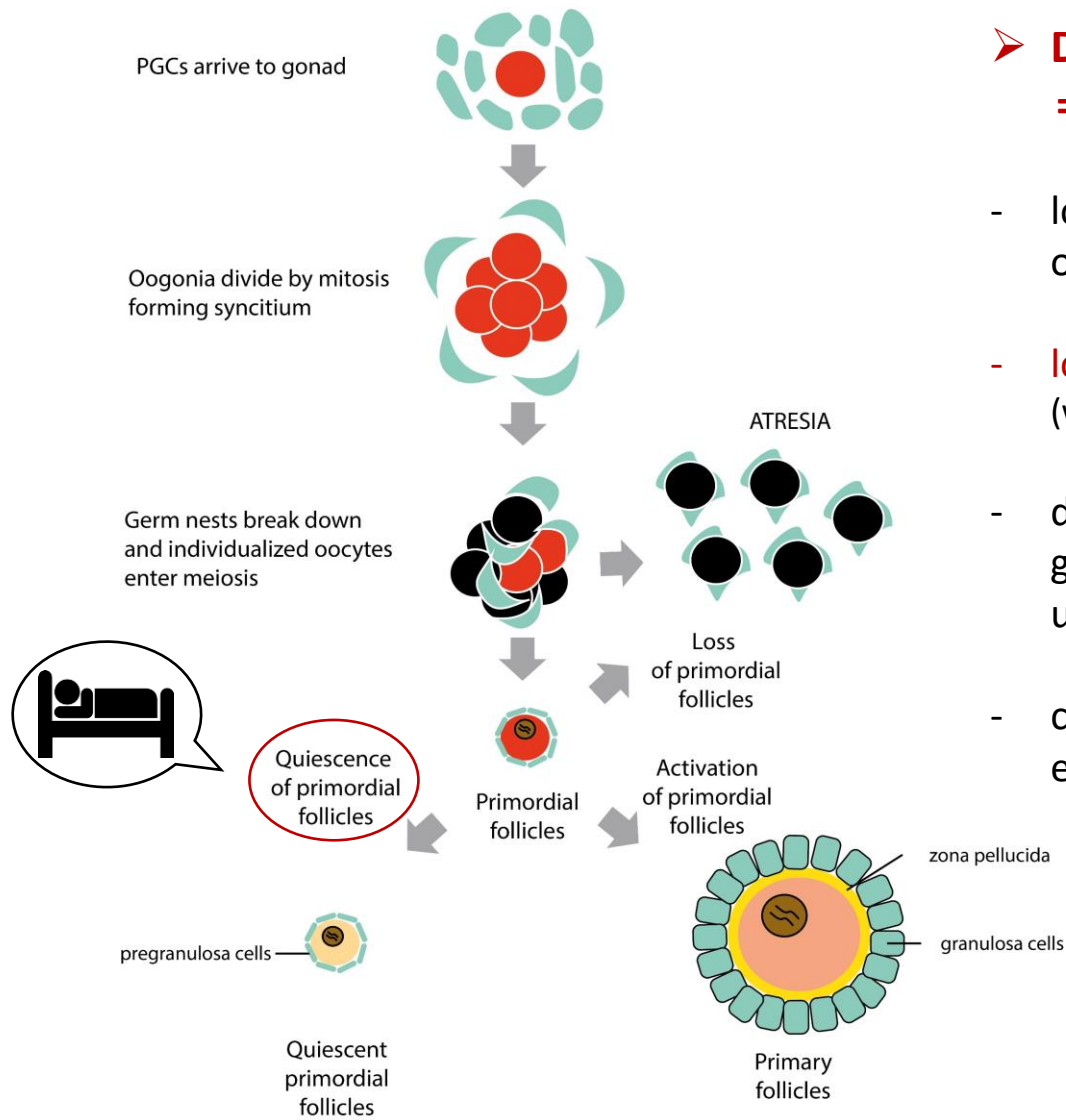 PGCs arrive to gonad
Oogonia divide by mitosis
forming syncitium
ATRESIA
Germ nests break down
and individualized oocytes
enter meiosis
Loss
of primordial
follicles
Quiescence
of primordial
follicles
Primordial
follicles
Activation
of primordial
follicles
zona pellucida
granulosa cells
pregranulosa cells
Quiescent
primordial
follicles
Primary
follicles
➢
=
-
-
-
-